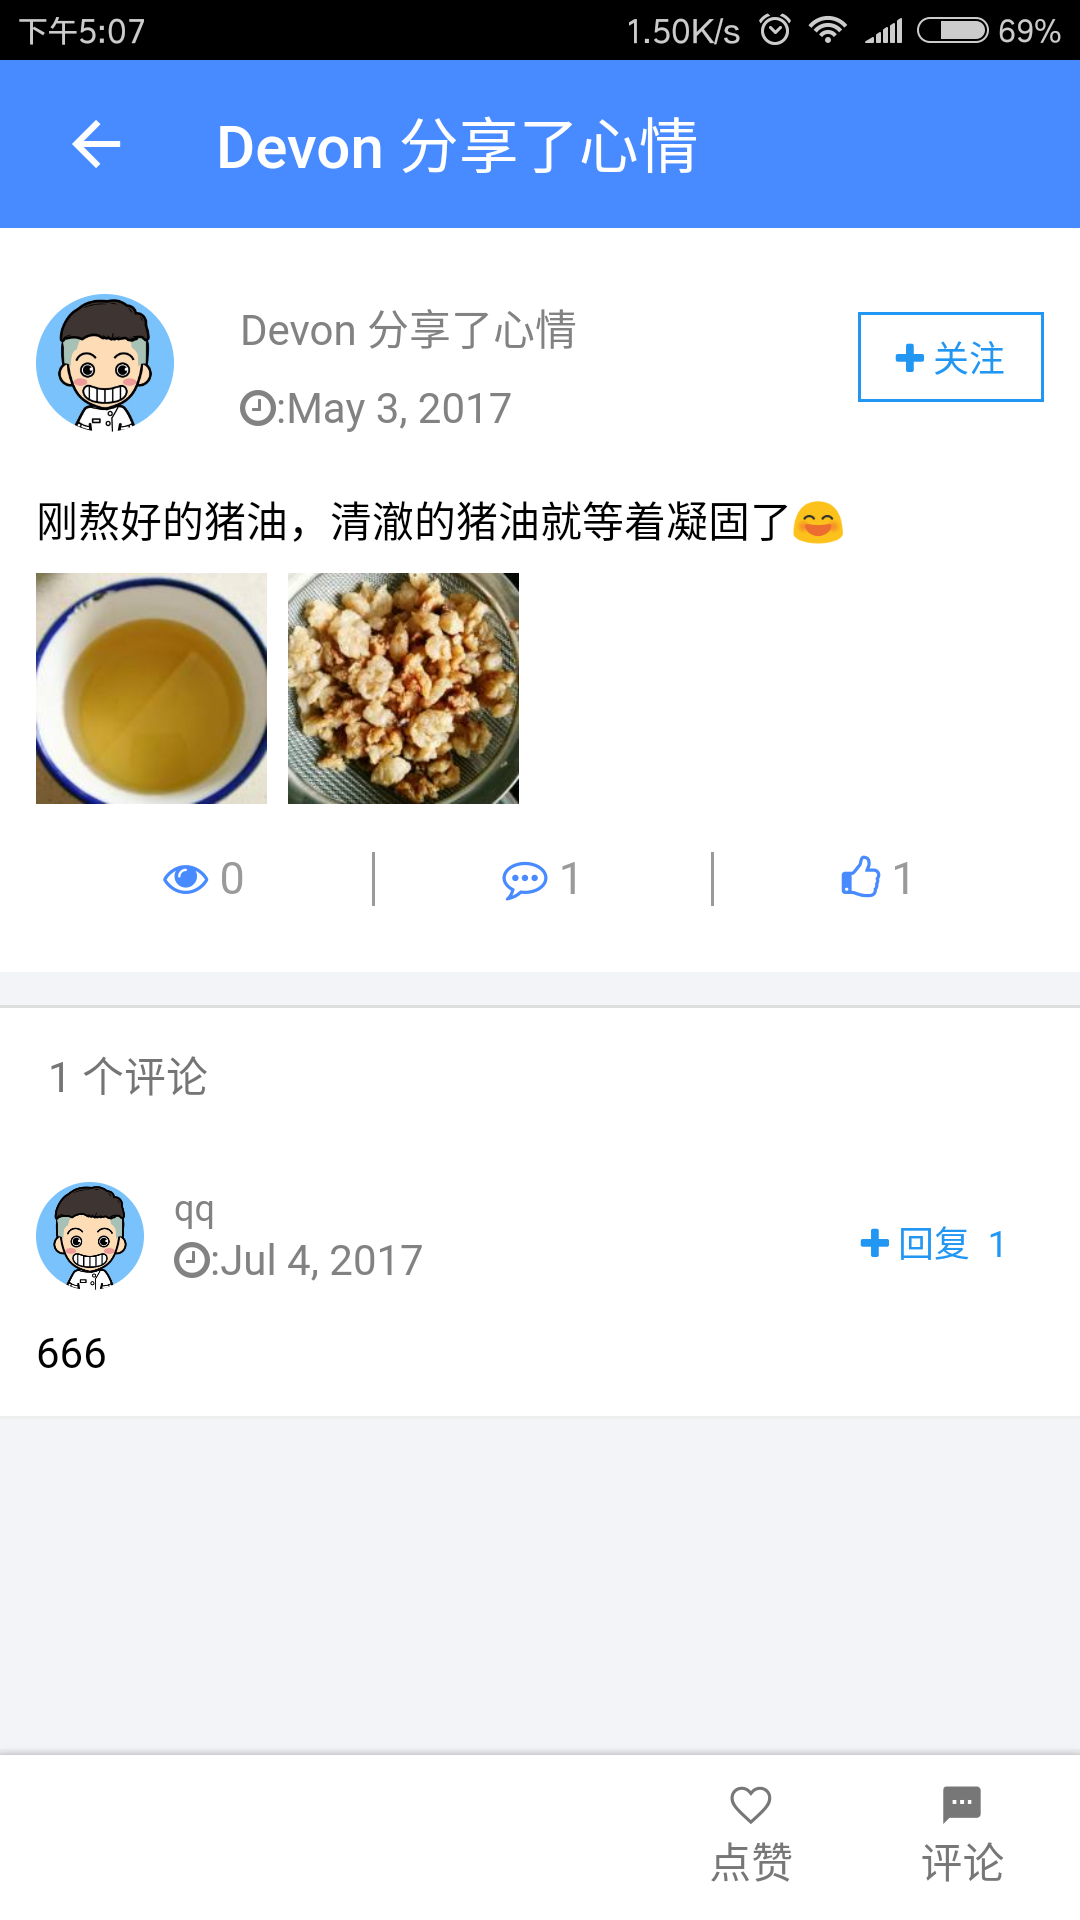 下午5:07 1.50K/s 69%
Devon 分享了心情
Devon 分享了心情
关注
:May 3, 2017
刚熬好的猪油，清澈的猪油就等着凝固了😄
0 1 1
1 个评论
qq
:Jul 4, 2017
回复 1
666
点赞 评论